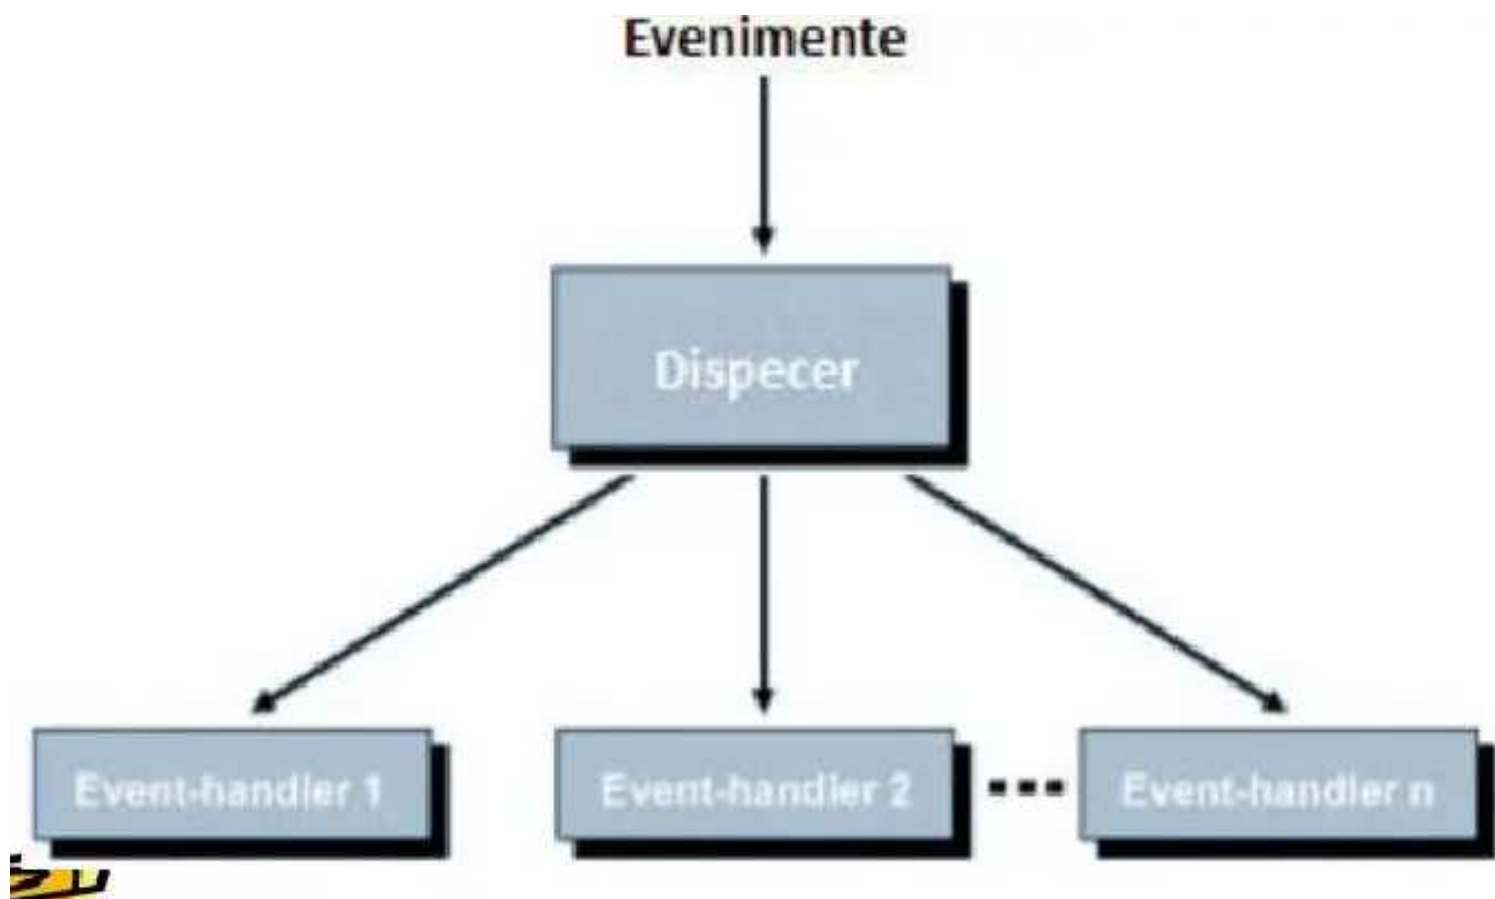 Evenimente
Dispecer
Event-handler 1
Event-handler 2
Event-handler n